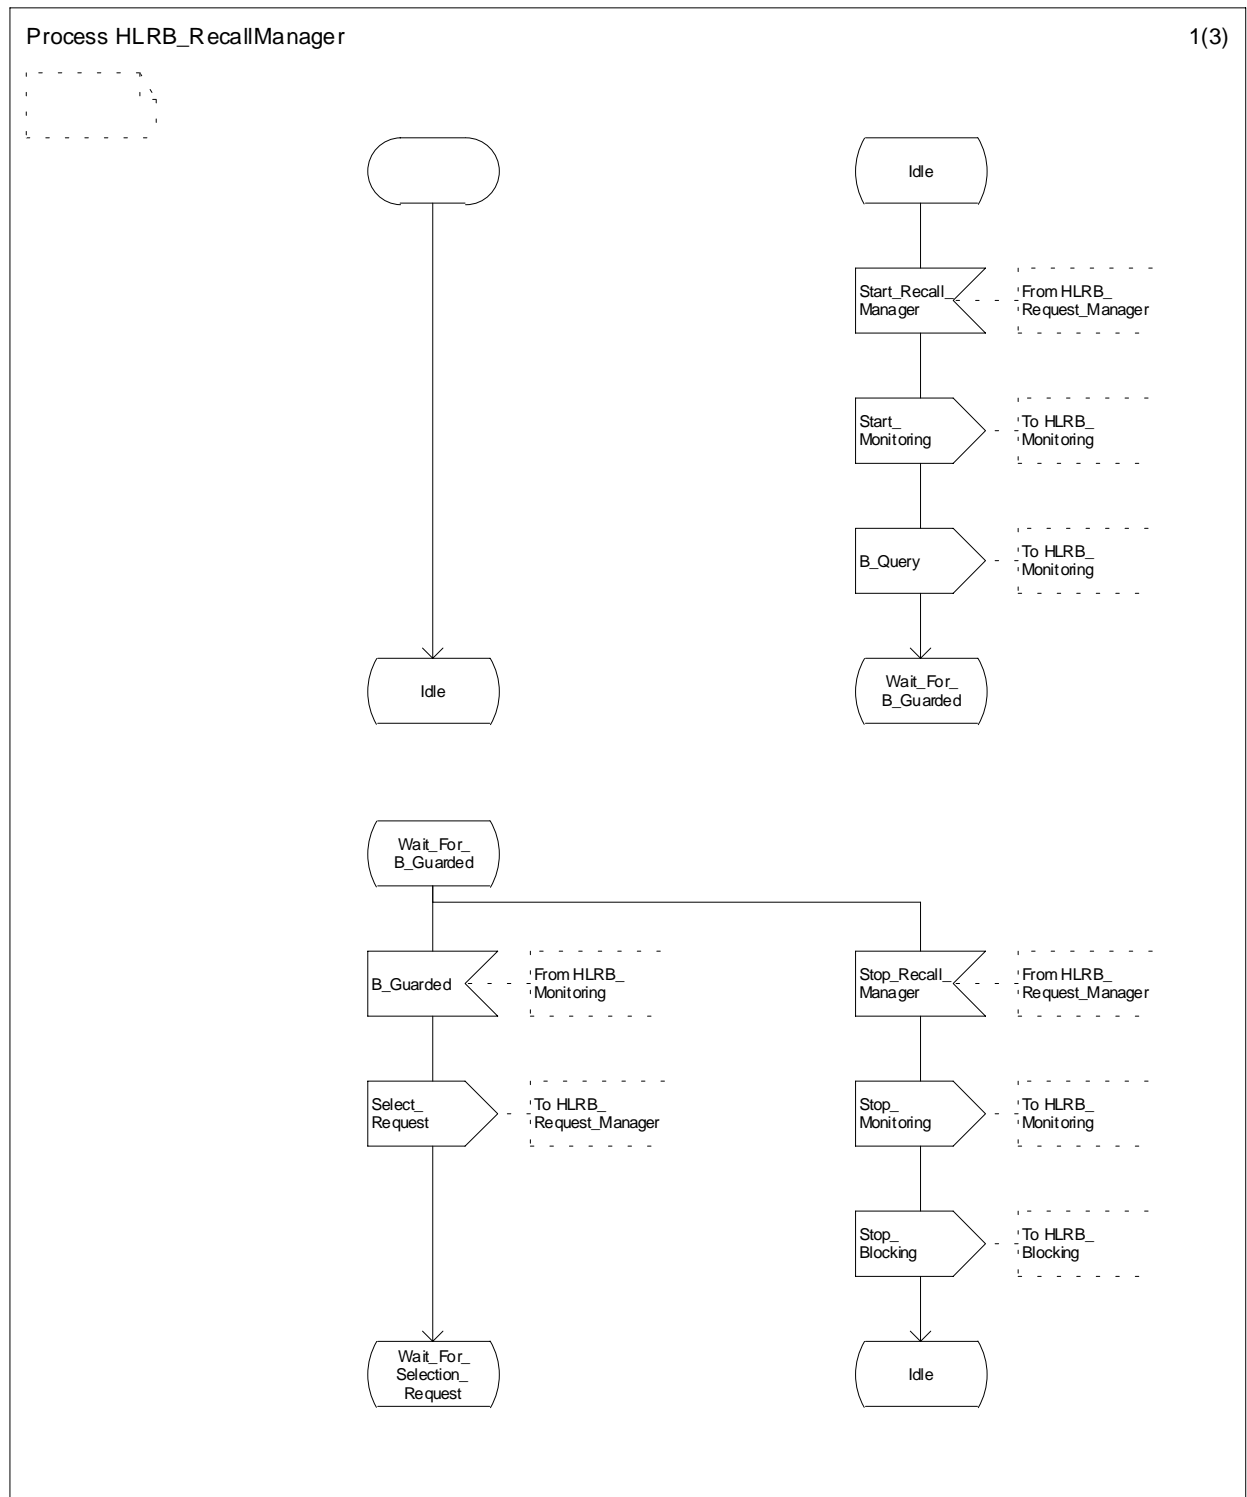 Process HLRB_RecallManager
1(3)
Idle
Start_Recall_
Manager
From HLRB_
Request_Manager
Start_
Monitoring
To HLRB_
Monitoring
B_Query
To HLRB_
Monitoring
Idle
Wait_For_
B_Guarded
Wait_For_
B_Guarded
B_Guarded
From HLRB_
Monitoring
Stop_Recall_
Manager
From HLRB_
Request_Manager
Select_
Request
To HLRB_
Request_Manager
Stop_
Monitoring
To HLRB_
Monitoring
Stop_
Blocking
To HLRB_
Blocking
Wait_For_
Selection_
Request
Idle